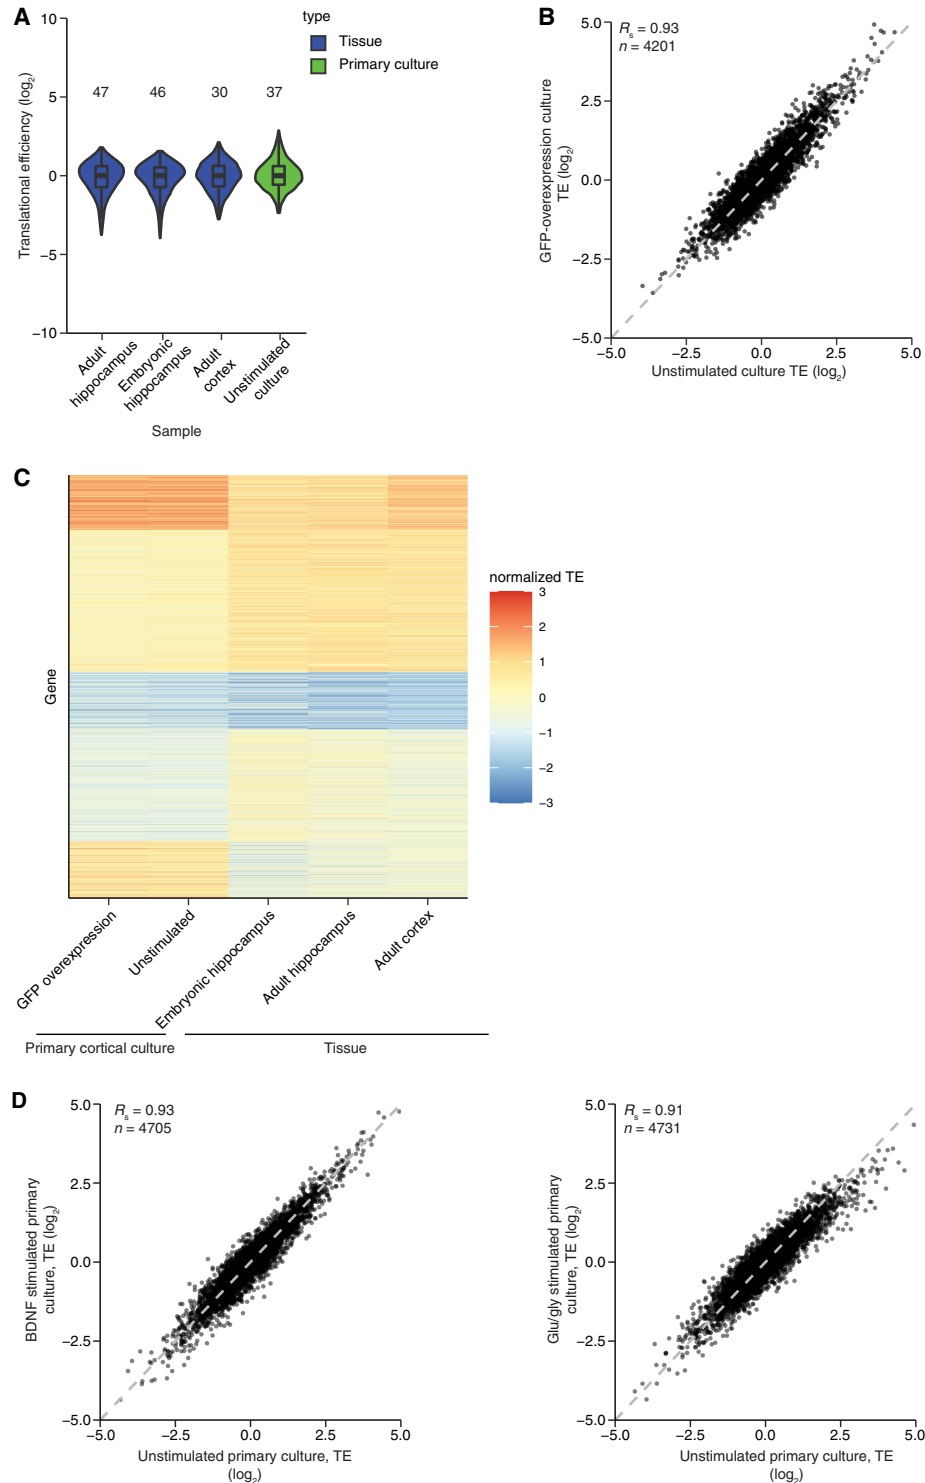 A
10
5
0
−5
−10
Translational efficiency (log2)
47
46
30
37
type
Tissue
Primary culture
Adult
hippocampus
Embryonic
hippocampus
Adult
cortex
Unstimulated
culture
Sample
B
Rs = 0.93
n = 4201
5.0
2.5
0.0
−2.5
−5.0
GFP-overexpression culture
TE (log2)
−5.0
−2.5
0.0
2.5
5.0
Unstimulated culture TE (log2)
C
Gene
normalized TE
3
2
1
0
−1
−2
−3
GFP overexpression
Unstimulated
Embryonic hippocampus
Adult hippocampus
Adult cortex
Primary cortical culture
Tissue
D
Rs = 0.93
n = 4705
5.0
2.5
0.0
−2.5
−5.0
BDNF stimulated primary
culture, TE (log2)
−5.0
−2.5
0.0
2.5
5.0
Unstimulated primary culture, TE
(log2)
Rs = 0.91
n = 4731
5.0
2.5
0.0
−2.5
−5.0
Glu/gly stimulated primary
culture, TE (log2)
−5.0
−2.5
0.0
2.5
5.0
Unstimulated primary culture, TE
(log2)